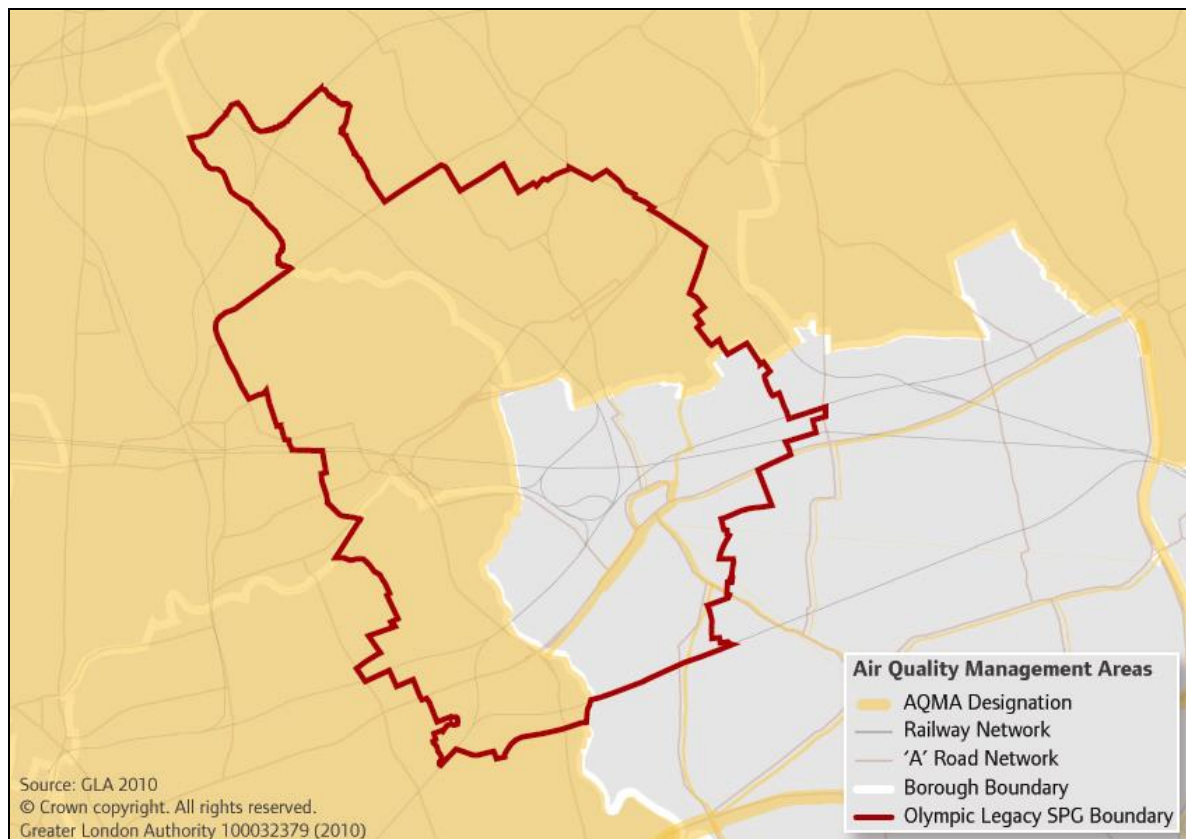 Air Quality Management Areas
AQMA Designation
Railway Network
‘A’ Road Network
Borough Boundary
Olympic Legacy SPG Boundary
Source: GLA 2010
© Crown copyright. All rights reserved.
Greater London Authority 100032379 (2010)